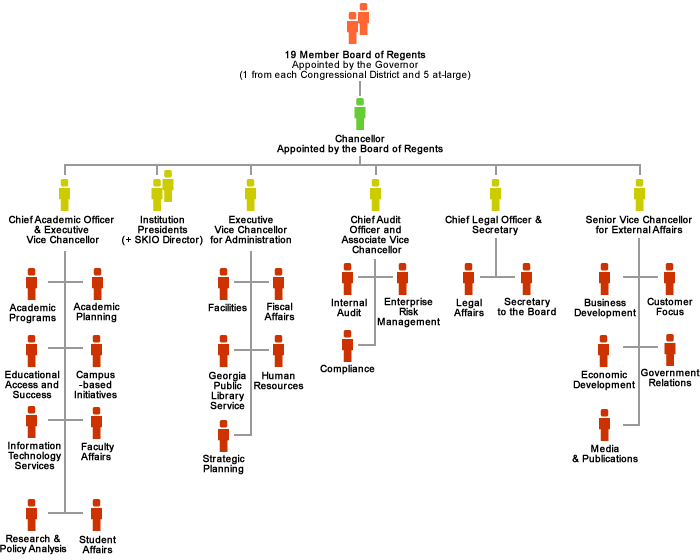 19 Member Board of Regents
Appointed by the Governor
(1 from each Congressional District and 5 at-large)
Chancellor
Appointed by the Board of Regents
Chief Academic Officer
& Executive
Vice Chancellor
Institution
Presidents
(+ SKIO Director)
Executive
Vice Chancellor
for Administration
Chief Audit
Officer and
Associate Vice
Chancellor
Chief Legal Officer &
Secretary
Senior Vice Chancellor
for External Affairs
Academic
Programs
Academic
Planning
Educational
Access and
Success
Campus
-based
Initiatives
Information
Technology
Services
Faculty
Affairs
Research &
Policy Analysis
Student
Affairs
Facilities
Fiscal
Affairs
Georgia
Public
Library
Service
Human
Resources
Strategic
Planning
Internal
Audit
Enterprise
Risk
Management
Compliance
Legal
Affairs
Secretary
to the Board
Business
Development
Customer
Focus
Economic
Development
Government
Relations
Media
& Publications